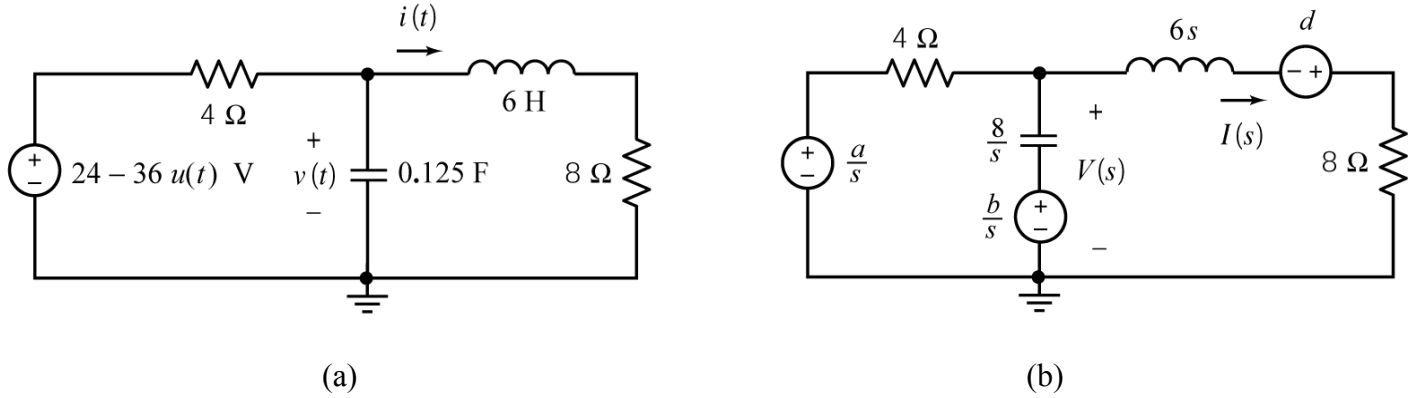 i(t)
4 Ω
6 H
+
−
24 – 36 u(t) V
+
v(t)
−
0.125 F
8 Ω
(a)
4 Ω
6s
d
− +
I(s)
+
−
a/s
8/s
b/s
+
−
+
V(s)
−
8 Ω
(b)